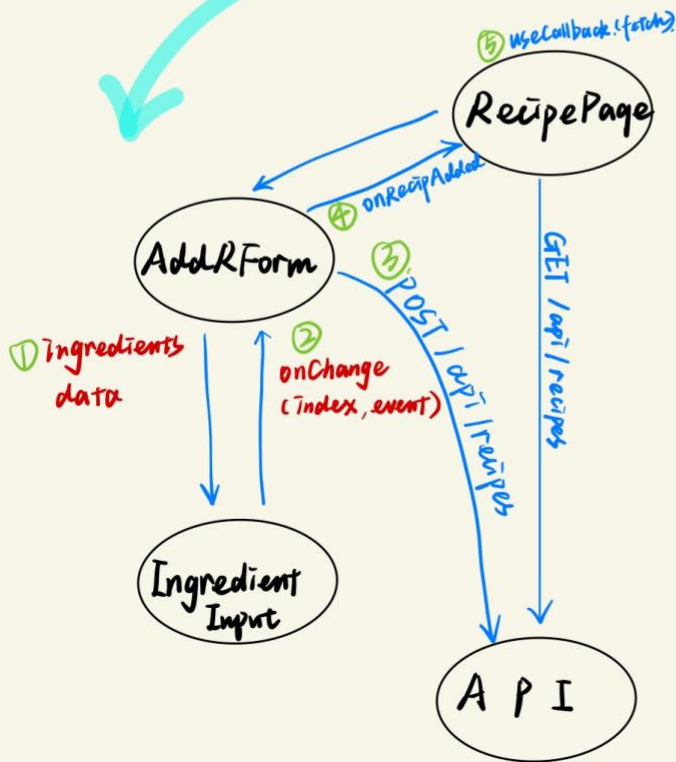 ⑤ useCallback(fetch)
RecipePage
④ onRecipAdded
AddRForm
③ POST /api/recipes
GET /api/recipes
① ingredients
data
②
onChange
(index, event)
Ingredient
Input
API